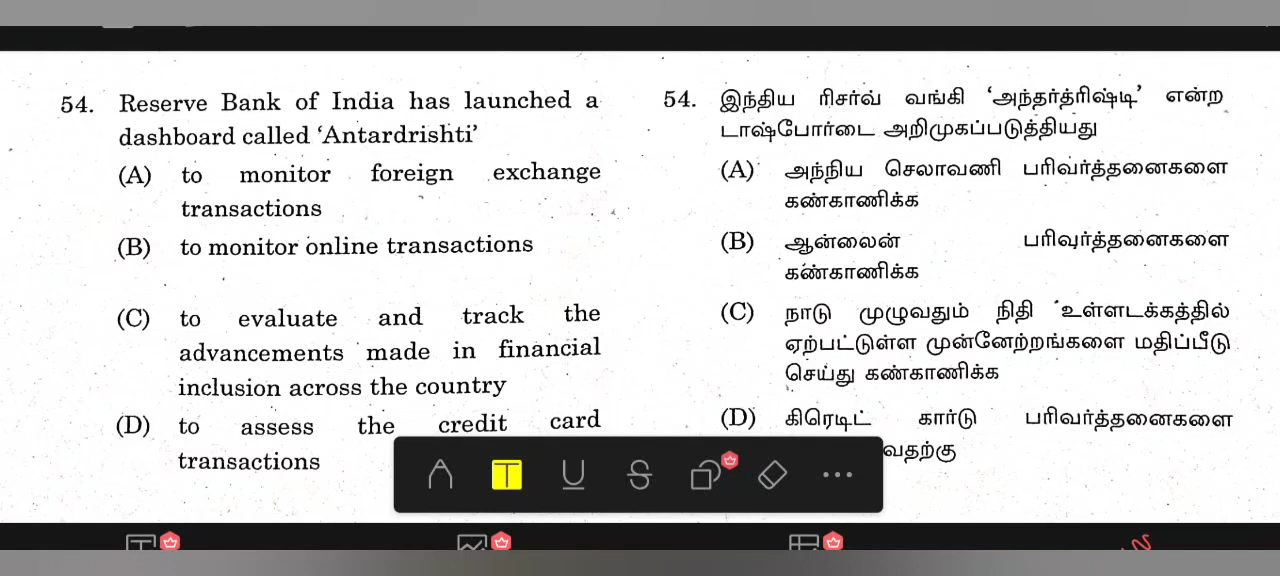 54. Reserve Bank of India has launched a
dashboard called ‘Antardrishti’
(A) to monitor foreign exchange
transactions
(B) to monitor online transactions
(C) to evaluate and track the
advancements made in financial
inclusion across the country
(D) to assess the credit card
transactions
54. இந்திய ரிசர்வ் வங்கி ‘அந்தர்த்ரிஷ்டி’ என்ற
டாஷ்போர்டை அறிமுகப்படுத்தியது
(A) அந்நிய செலாவணி பரிவர்த்தனைகளை
கண்காணிக்க
(B) ஆன்லைன் பரிவர்த்தனைகளை
கண்காணிக்க
(C) நாடு முழுவதும் நிதி உள்ளடக்கத்தில்
ஏற்பட்டுள்ள முன்னேற்றங்களை மதிப்பீடு
செய்து கண்காணிக்க
(D) கிரெடிட் கார்டு பரிவர்த்தனைகளை